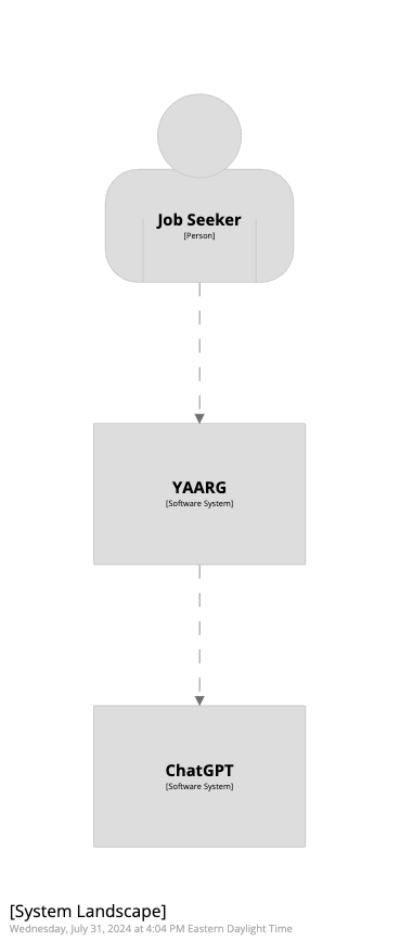 Job Seeker
[Person]
YAARG
[Software System]
ChatGPT
[Software System]
[System Landscape]
Wednesday, July 31, 2024 at 4:04 PM Eastern Daylight Time